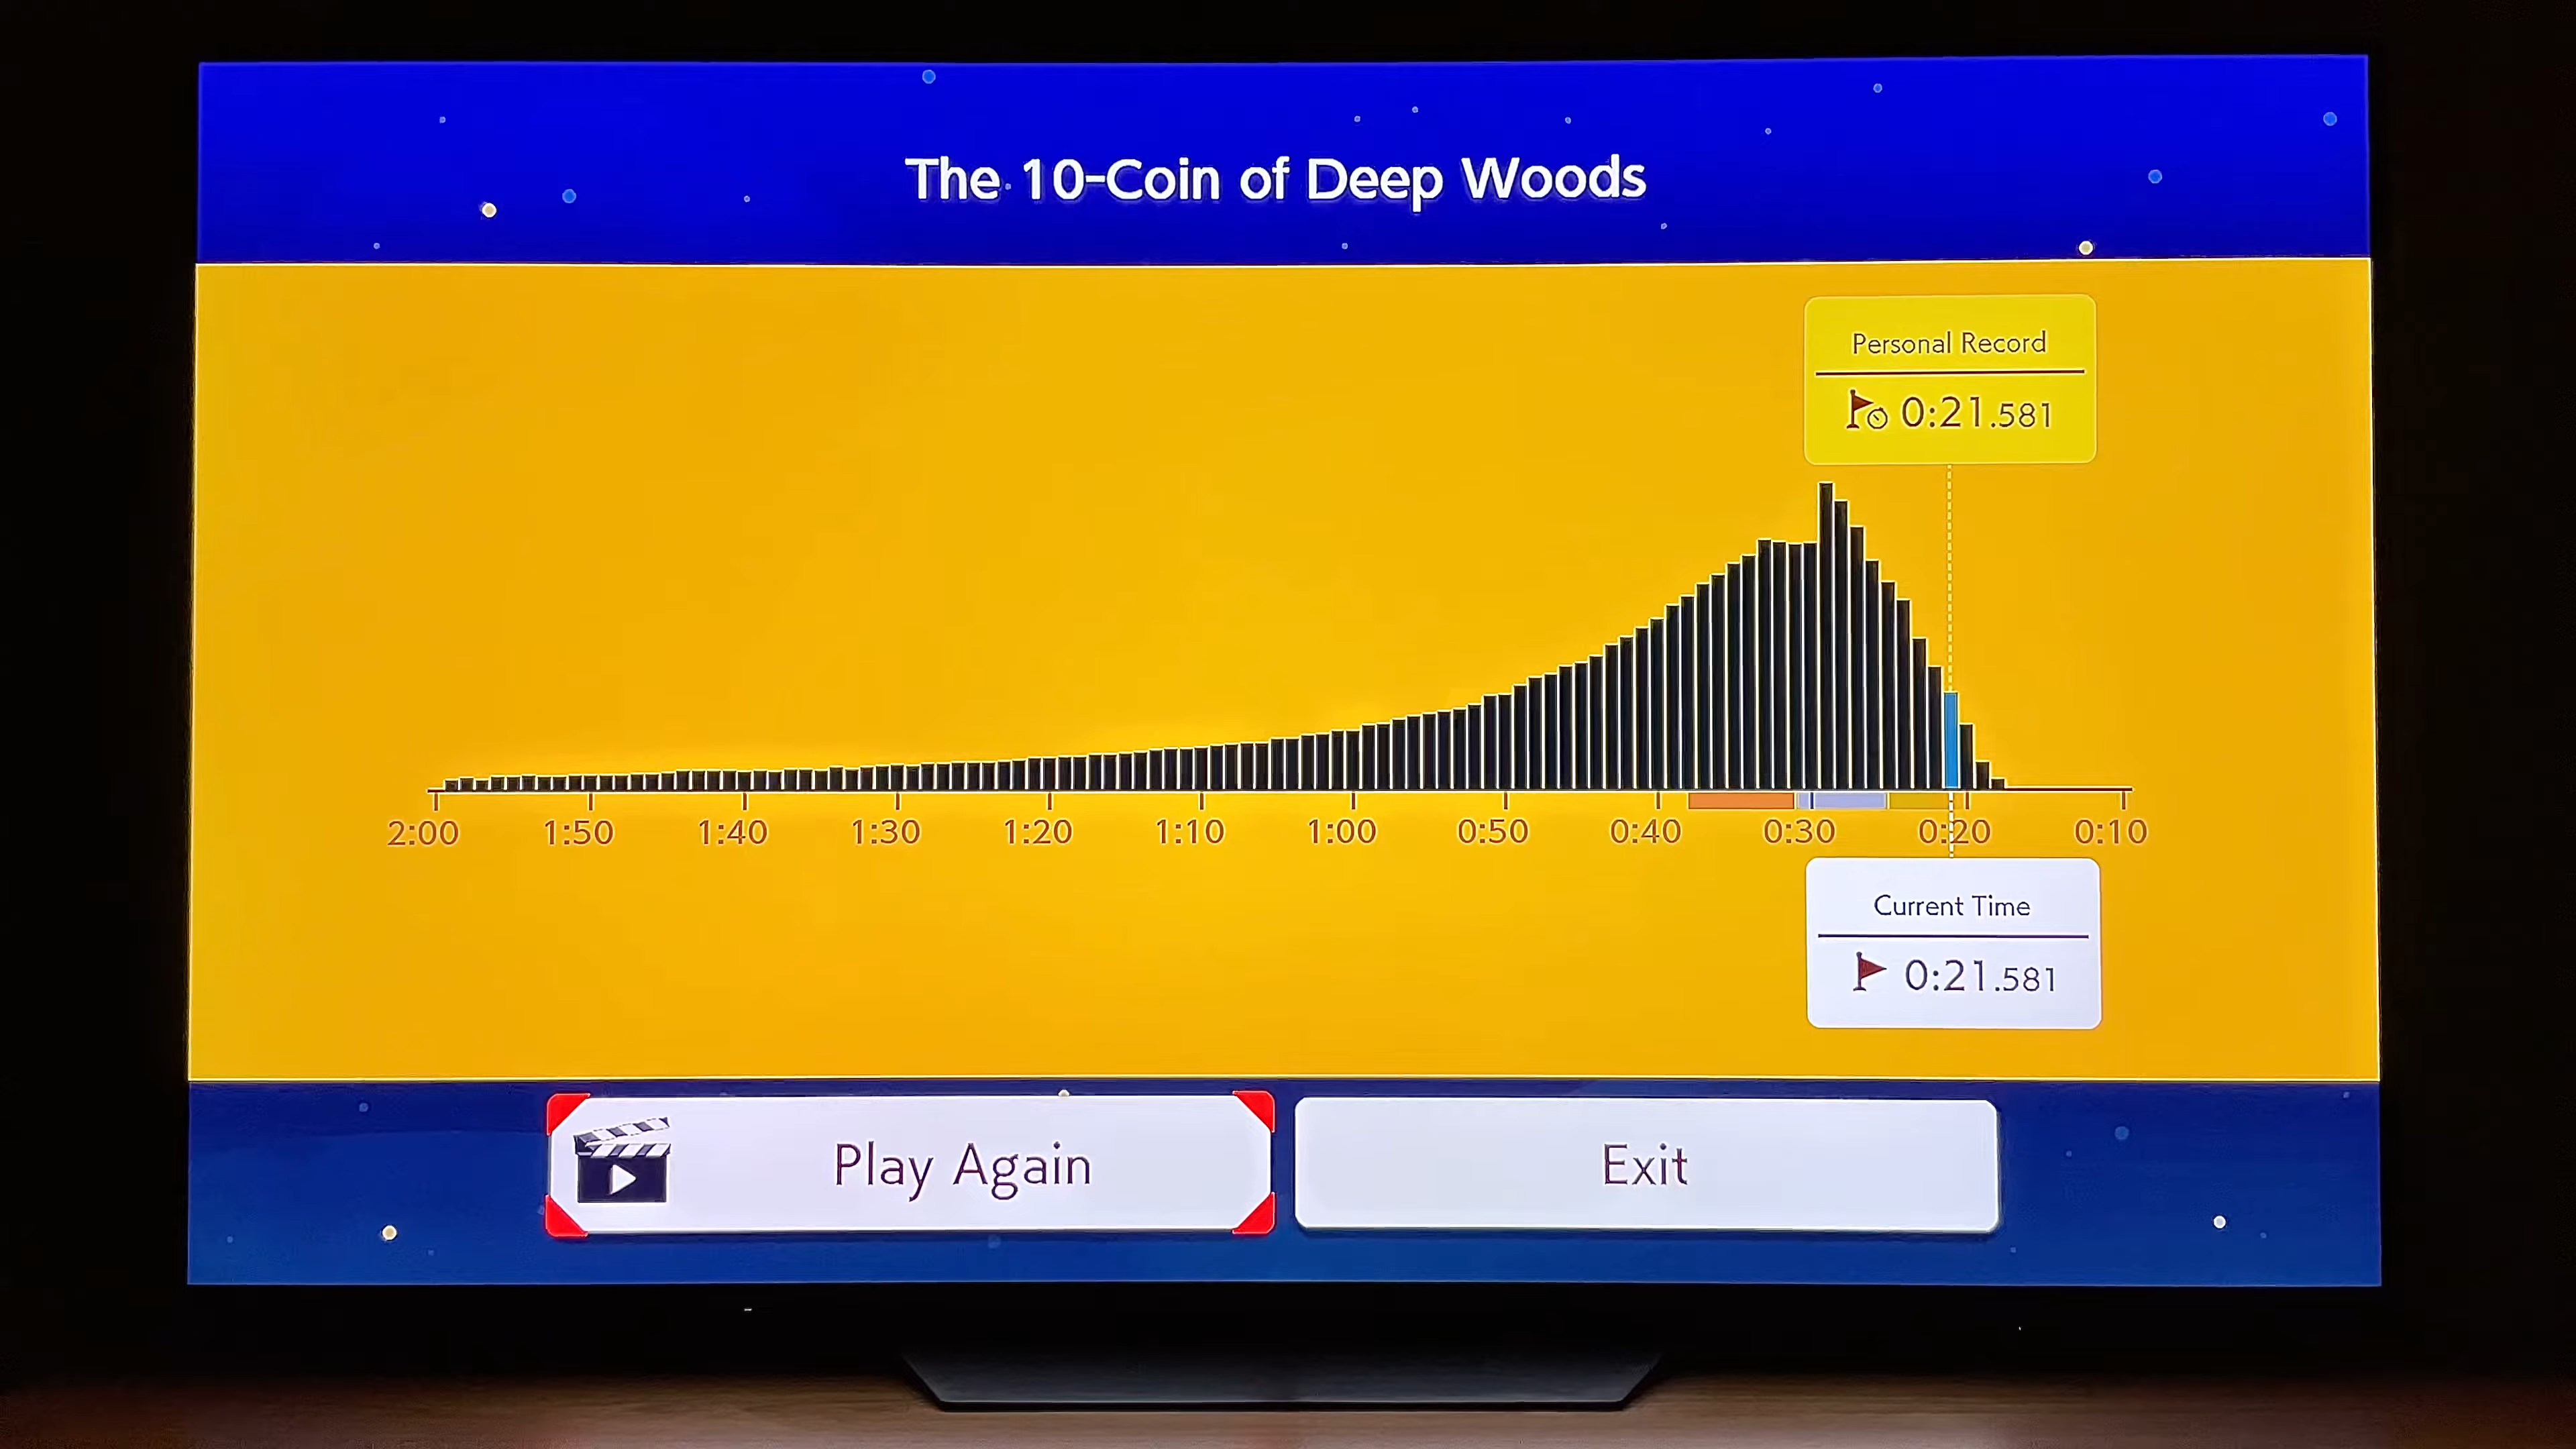 The 10-Coin of Deep Woods
Personal Record
0:21.581
2:00 1:50 1:40 1:30 1:20 1:10 1:00 0:50 0:40 0:30 0:20 0:10
Current Time
0:21.581
Play Again
Exit